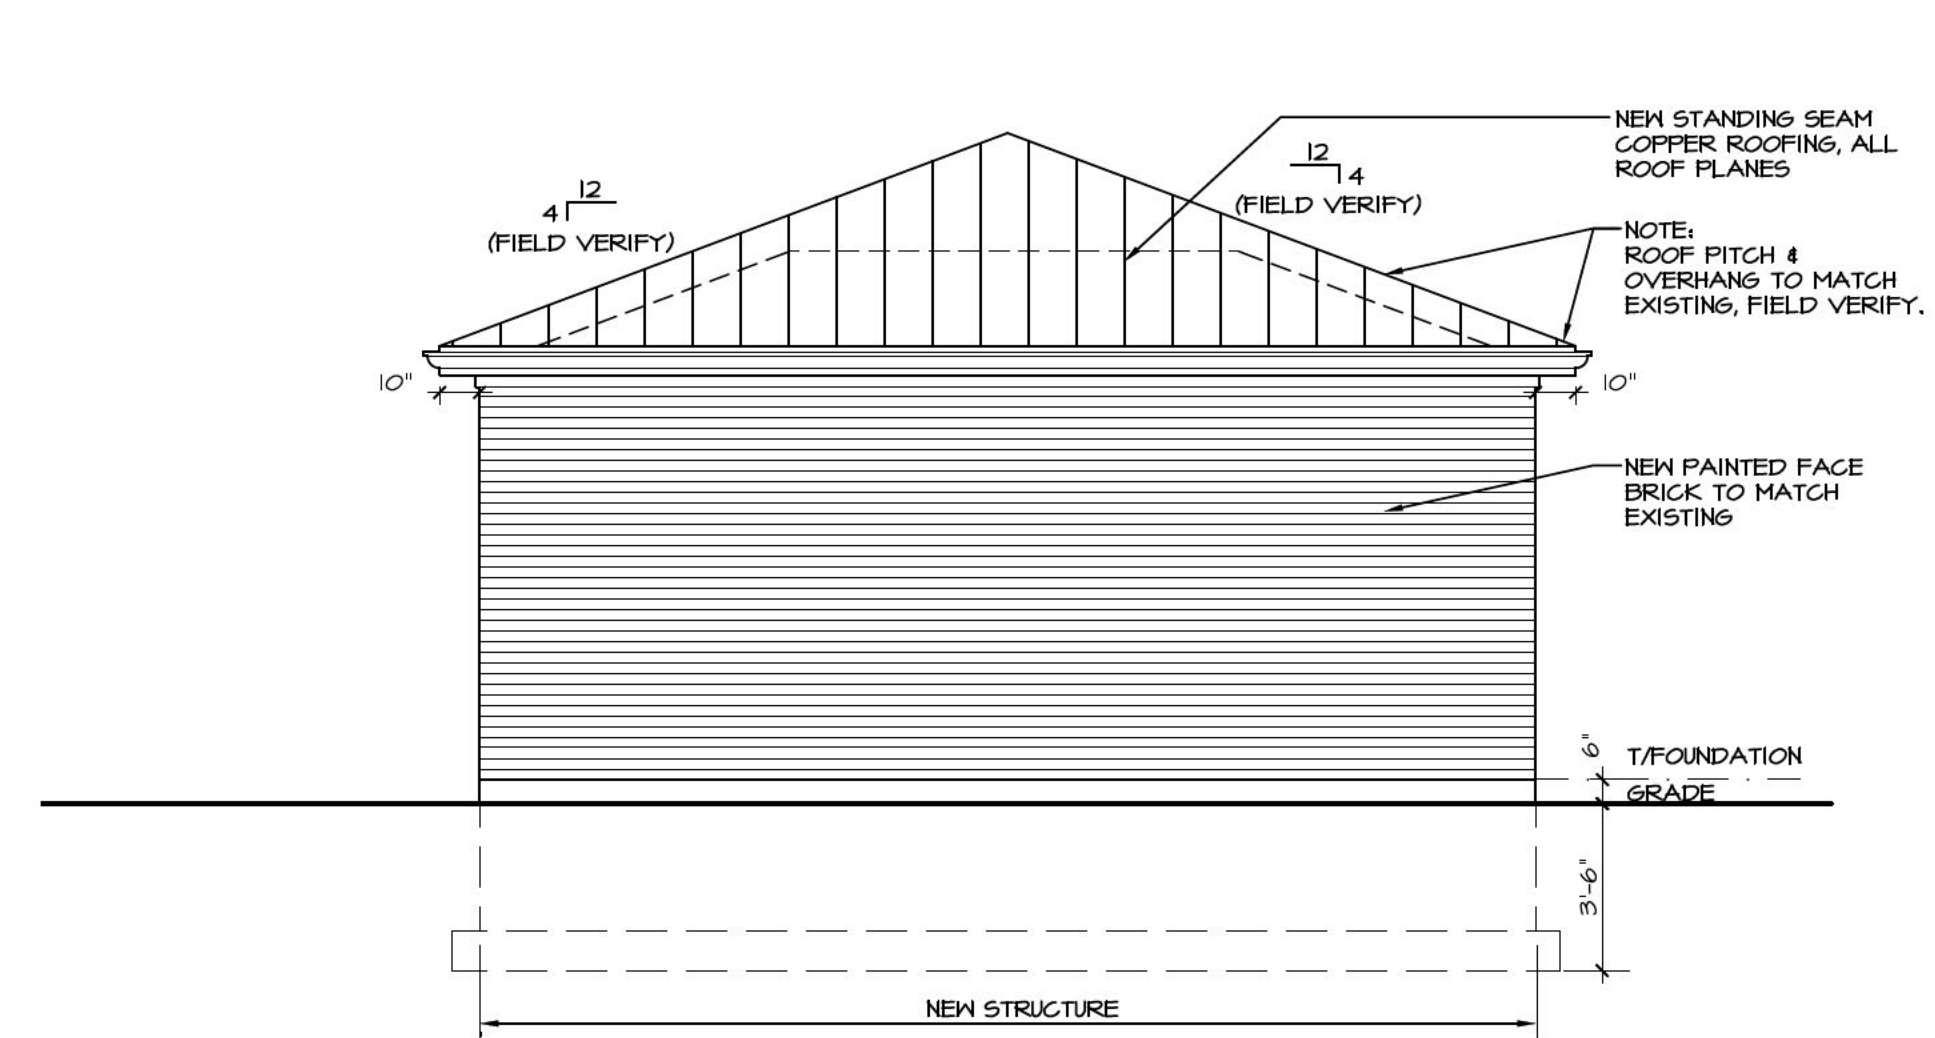 NEW STANDING SEAM
COPPER ROOFING, ALL
ROOF PLANES
12
4
(FIELD VERIFY)
12
4
(FIELD VERIFY)
NOTE:
ROOF PITCH &
OVERHANG TO MATCH
EXISTING, FIELD VERIFY.
10"
10"
NEW PAINTED FACE
BRICK TO MATCH
EXISTING
6"
T/FOUNDATION
GRADE
3'-6"
NEW STRUCTURE